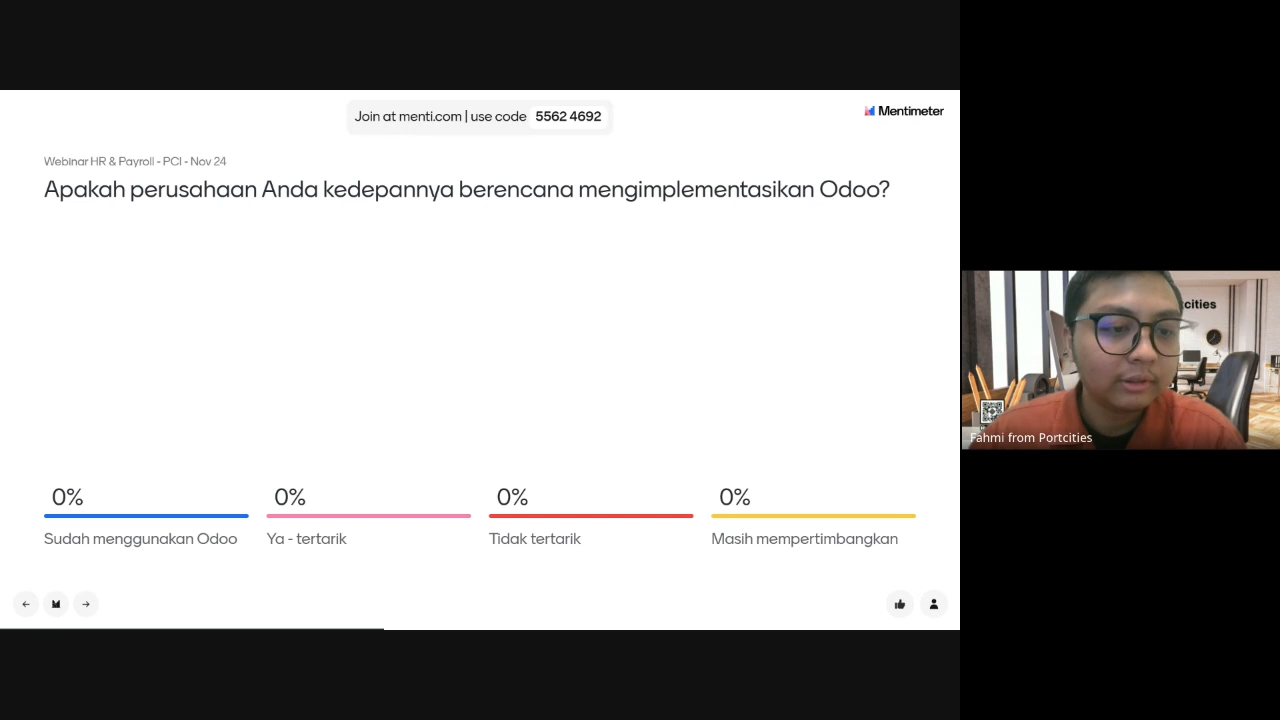 Join at menti.com | use code 5562 4692
Mentimeter
Webinar HR & Payroll - PCI - Nov 24
Apakah perusahaan Anda kedepannya berencana mengimplementasikan Odoo?
0%
0%
0%
0%
Sudah menggunakan Odoo
Ya - tertarik
Tidak tertarik
Masih mempertimbangkan
cities
Fahmi from Portcities